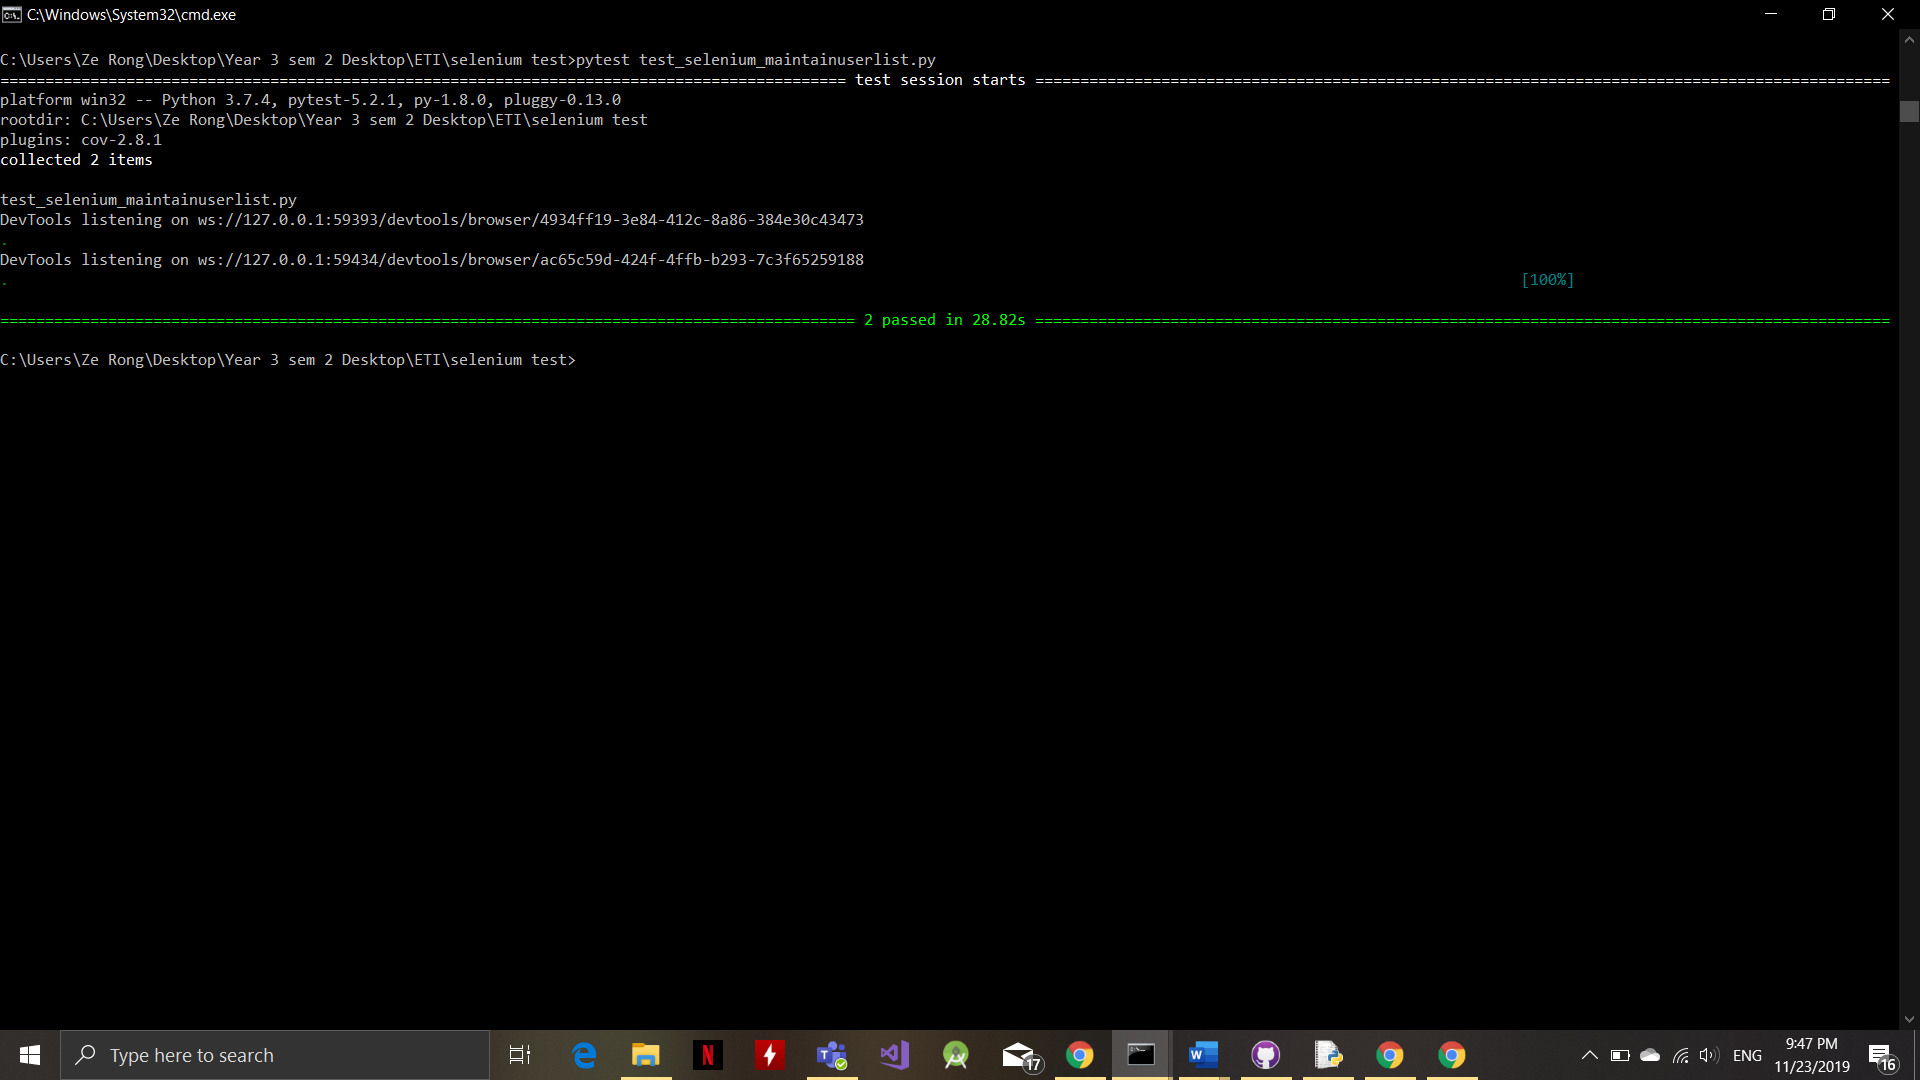 C:\Windows\System32\cmd.exe
C:\Users\Ze Rong\Desktop\Year 3 sem 2 Desktop\ETI\selenium test>pytest test_selenium_maintainuserlist.py
============================================================================================== test session starts ===============================================================================================
platform win32 -- Python 3.7.4, pytest-5.2.1, py-1.8.0, pluggy-0.13.0
rootdir: C:\Users\Ze Rong\Desktop\Year 3 sem 2 Desktop\ETI\selenium test
plugins: cov-2.8.1
collected 2 items
test_selenium_maintainuserlist.py
DevTools listening on ws://127.0.0.1:59393/devtools/browser/4934ff19-3e84-412c-8a86-384e30c43473
.
DevTools listening on ws://127.0.0.1:59434/devtools/browser/ac65c59d-424f-4ffb-b293-7c3f65259188
. [100%]
=============================================================================================== 2 passed in 28.82s ===============================================================================================
C:\Users\Ze Rong\Desktop\Year 3 sem 2 Desktop\ETI\selenium test>
Type here to search
17
ENG
9:47 PM
11/23/2019
16